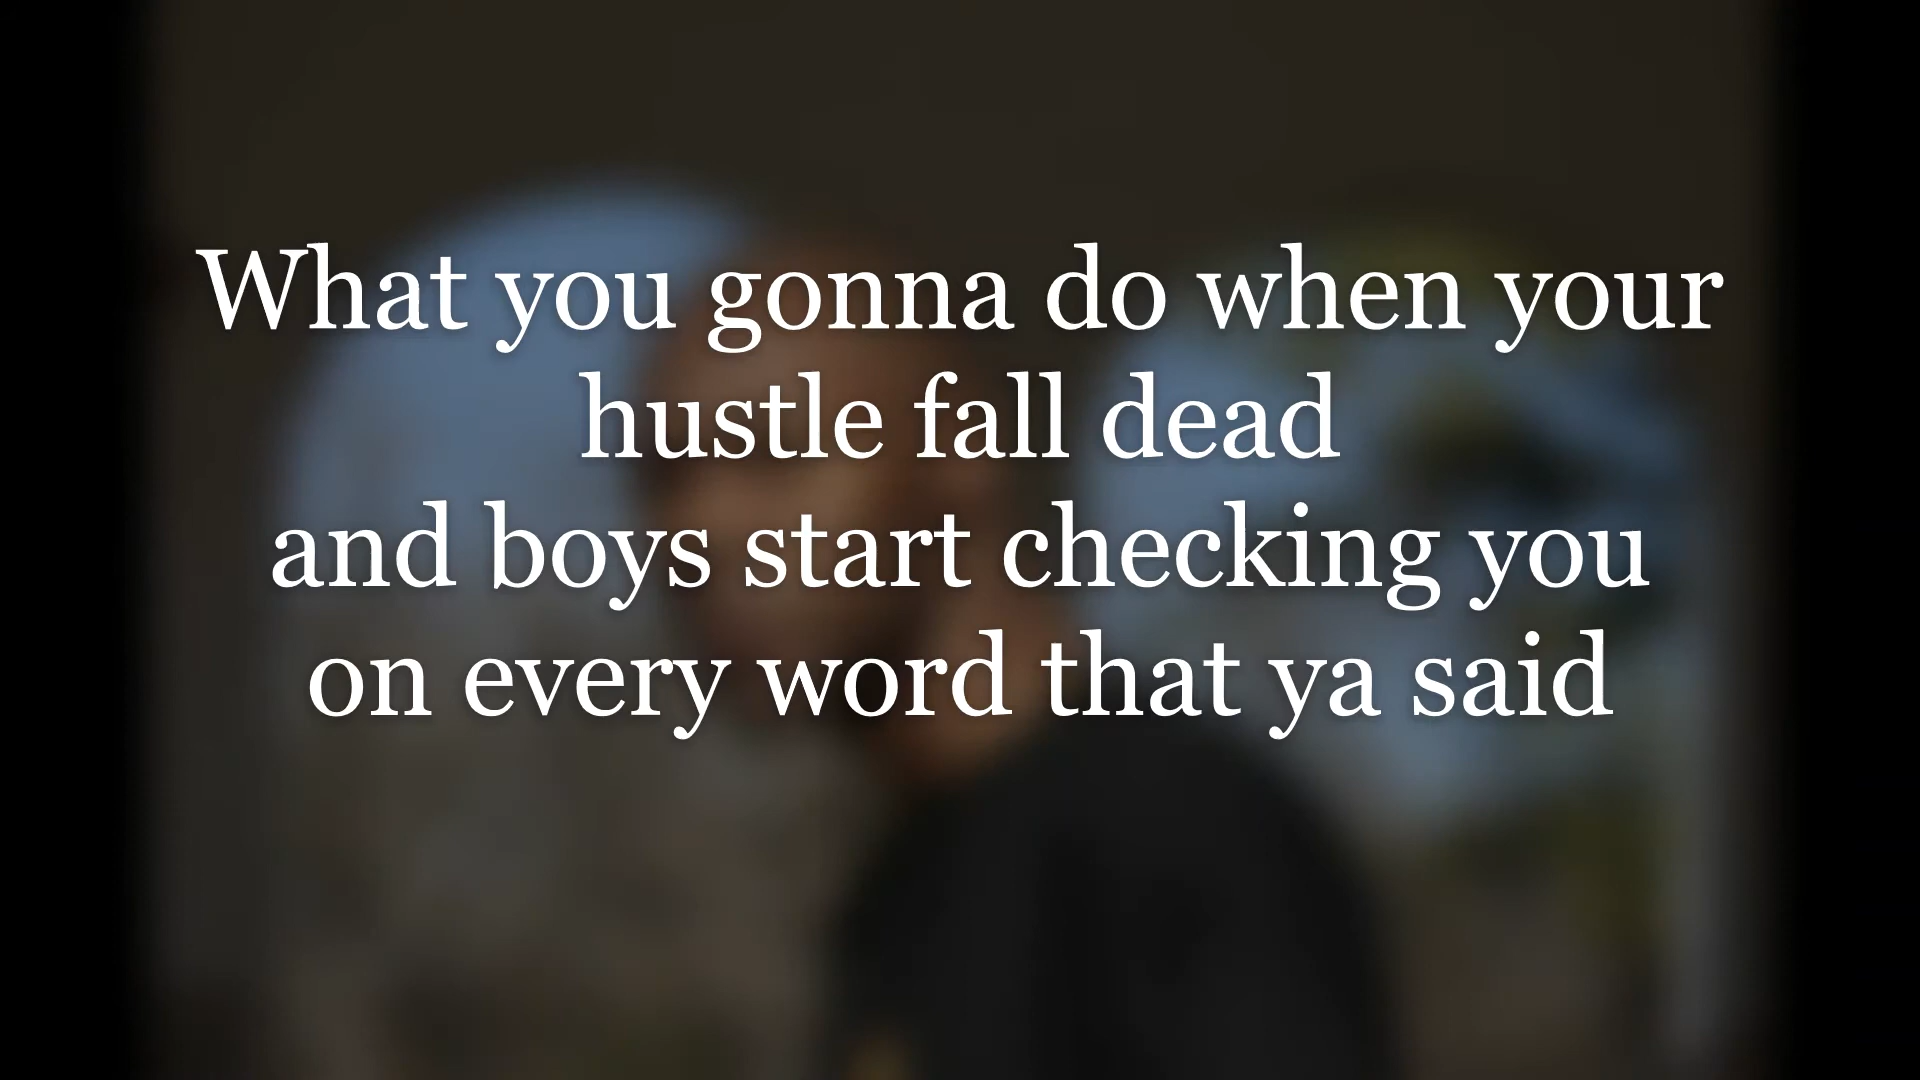 What you gonna do when your
hustle fall dead
and boys start checking you
on every word that ya said